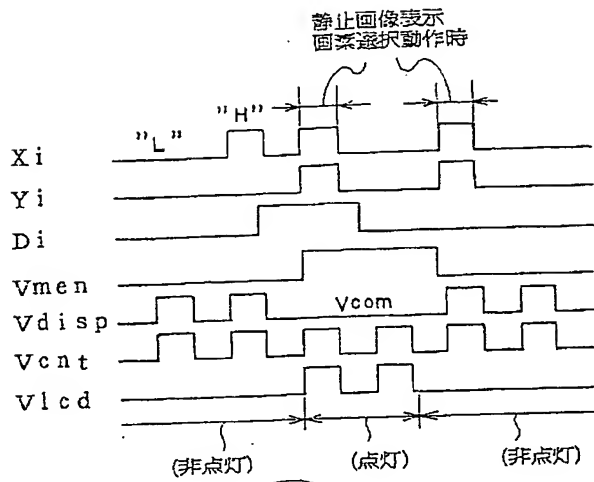 静止画像表示
画素選択動作時
"H"
"L"
Xi
Yi
Di
Vmen
Vcom
Vdisp
Vcnt
Vlcd
(非点灯) (点灯) (非点灯)